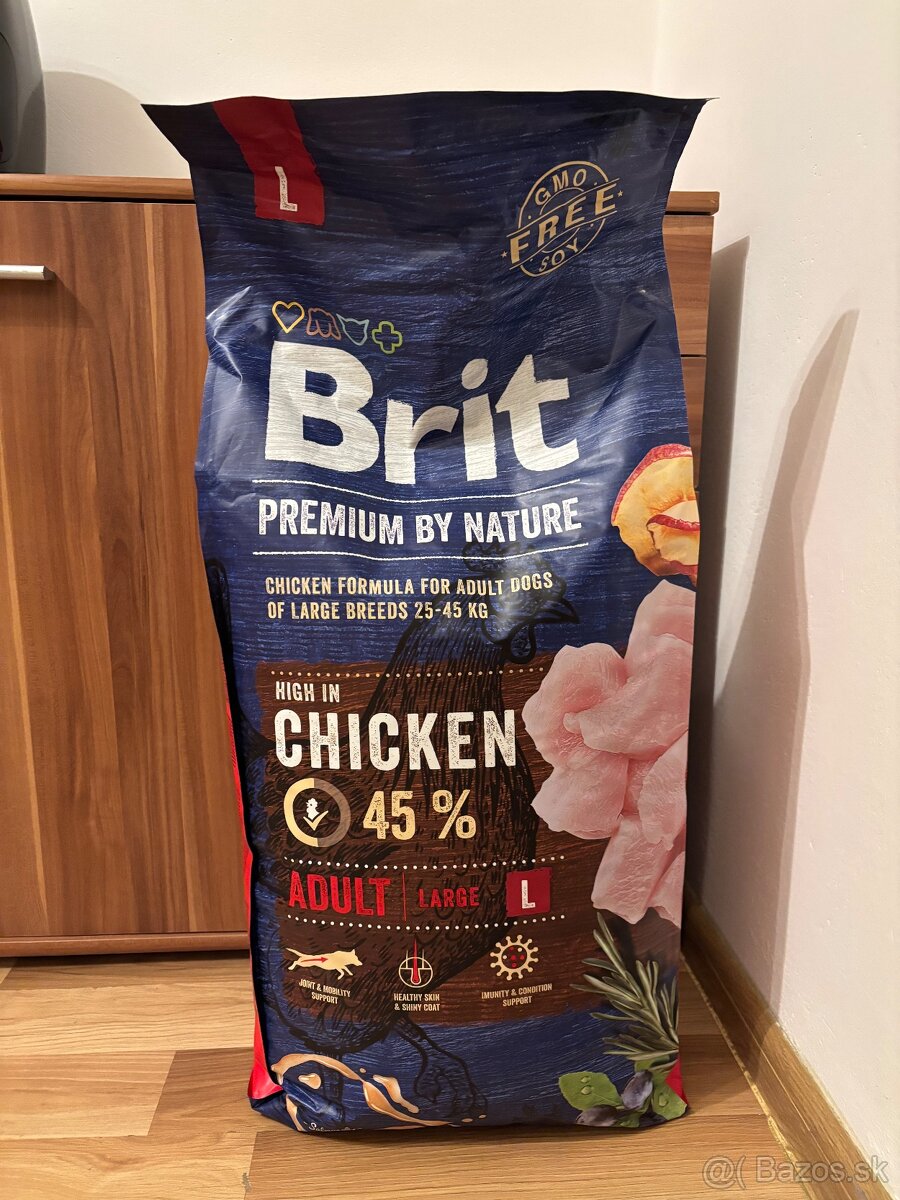 L
GMO
FREE
SOY
Brit
PREMIUM BY NATURE
CHICKEN FORMULA FOR ADULT DOGS
OF LARGE BREEDS 25-45 KG
HIGH IN
CHICKEN
45 %
ADULT LARGE L
JOINT & MOBILITY
SUPPORT
HEALTHY SKIN
& SHINY COAT
IMUNITY & CONDITION
SUPPORT
@( Bazos.sk